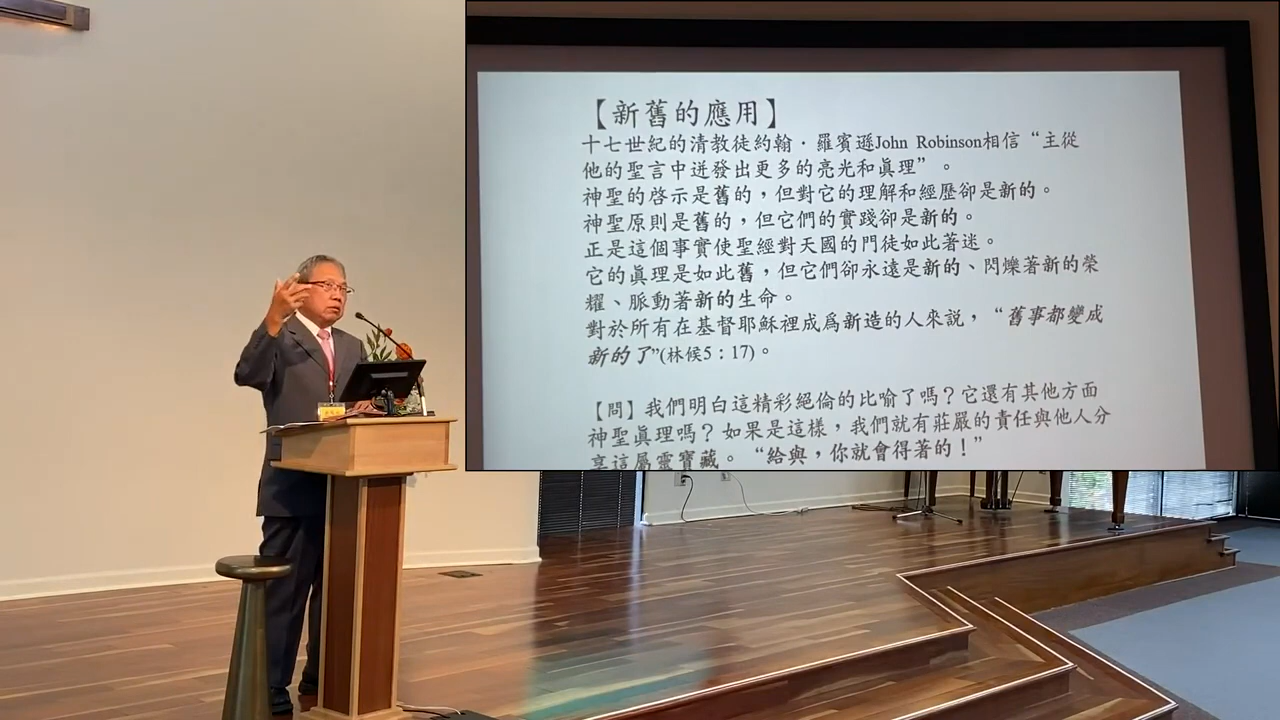 【新舊的應用】
十七世紀的清教徒約翰．羅賓遜John Robinson相信“主從
他的聖言中迸發出更多的亮光和眞理”。
神聖的啓示是舊的，但對它的理解和經歷卻是新的。
神聖原則是舊的，但它們的實踐卻是新的。
正是這個事實使聖經對天國的門徒如此著迷。
它的眞理是如此舊，但它們卻永遠是新的、閃爍著新的榮
耀、脈動著新的生命。
對於所有在基督耶穌裡成爲新造的人來説，“舊事都變成
新的了”(林候5：17)。
【問】我們明白這精彩絕倫的比喻了嗎？它還有其他方面
神聖眞理嗎？如果是這樣，我們就有莊嚴的責任與他人分
享這屬靈寶藏。“給與，你就會得著的！”